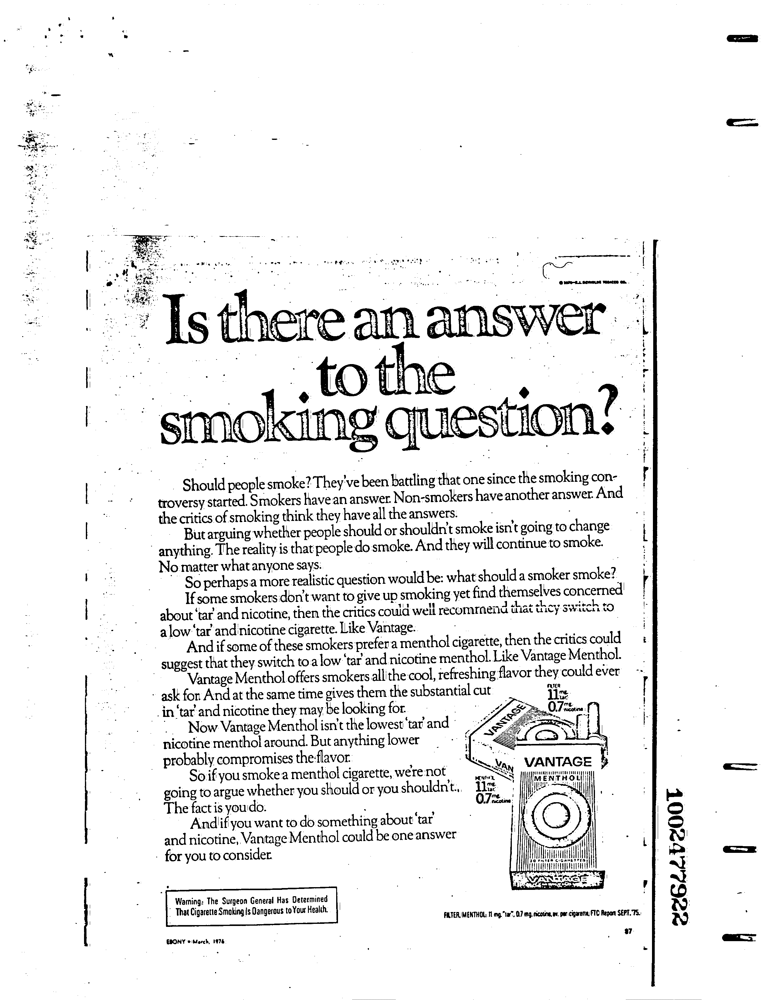 © 1975—R.J. REYNOLDS TOBACCO CO.
Is there an answer
to the
smoking question?
Should people smoke? They've been battling that one since the smoking con-
troversy started. Smokers have an answer. Non-smokers have another answer. And
the critics of smoking think they have all the answers.
But arguing whether people should or shouldn't smoke isn't going to change
anything. The reality is that people do smoke. And they will continue to smoke.
No matter what anyone says.
So perhaps a more realistic question would be: what should a smoker smoke?
If some smokers don't want to give up smoking yet find themselves concerned
about 'tar' and nicotine, then the critics could well recommend that they switch to
a low 'tar' and nicotine cigarette. Like Vantage.
And if some of these smokers prefer a menthol cigarette, then the critics could
suggest that they switch to a low 'tar' and nicotine menthol. Like Vantage Menthol.
Vantage Menthol offers smokers all the cool, refreshing flavor they could ever
ask for. And at the same time gives them the substantial cut
in 'tar' and nicotine they may be looking for.
Now Vantage Menthol isn't the lowest 'tar' and
nicotine menthol around. But anything lower
probably compromises the flavor.
So if you smoke a menthol cigarette, we're not
going to argue whether you should or you shouldn't.
The fact is you do.
And if you want to do something about 'tar'
and nicotine, Vantage Menthol could be one answer
for you to consider.
FILTER
11 mg. tar
0.7 mg. nicotine
VANTAGE
VAN
MENTHOL
11 mg. tar
0.7 mg. nicotine
VANTAGE
MENTHOL
20 FILTER CIGARETTES
VANTAGE
Warning: The Surgeon General Has Determined
That Cigarette Smoking Is Dangerous to Your Health.
FILTER, MENTHOL: 11 mg. "tar", 0.7 mg. nicotine, av. per cigarette, FTC Report SEPT. '75.
87
EBONY • March, 1976
1002477922